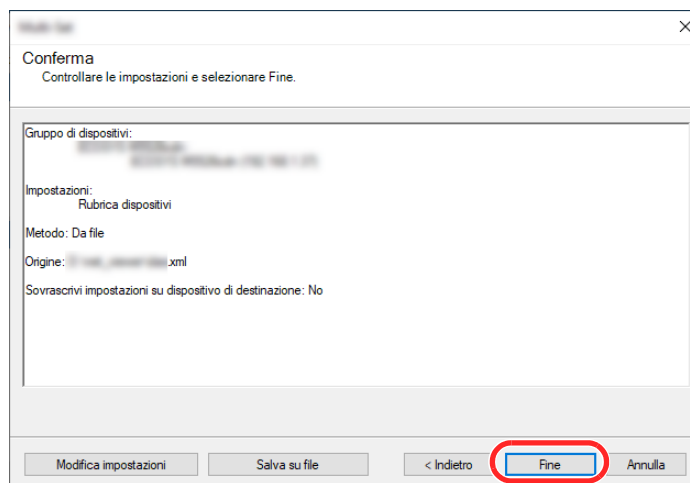 Conferma
Controllare le impostazioni e selezionare Fine.
Gruppo di dispositivi:
Impostazioni:
Rubrica dispositivi
Metodo: Da file
Origine: .xml
Sovrascrivi impostazioni su dispositivo di destinazione: No
Modifica impostazioni
Salva su file
< Indietro
Fine
Annulla